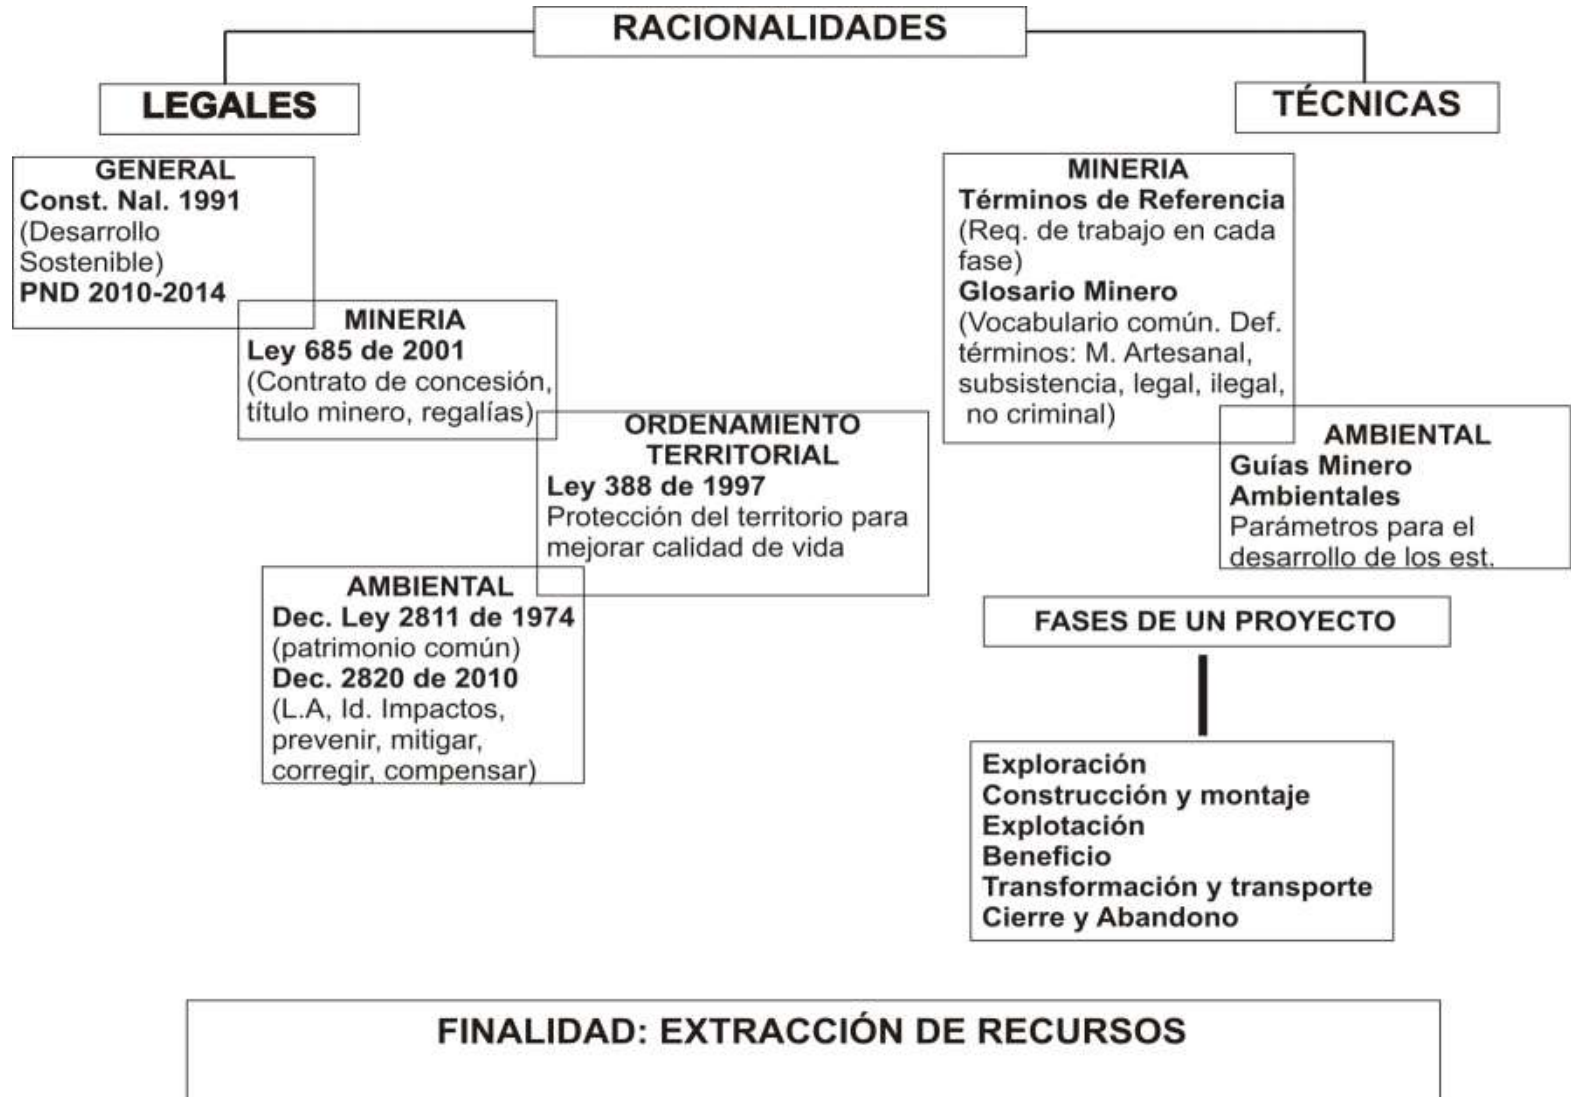 RACIONALIDADES
LEGALES
TÉCNICAS
GENERAL
Const. Nal. 1991
(Desarrollo
Sostenible)
PND 2010-2014
MINERIA
Ley 685 de 2001
(Contrato de concesión,
título minero, regalías)
ORDENAMIENTO
TERRITORIAL
Ley 388 de 1997
Protección del territorio para
mejorar calidad de vida
AMBIENTAL
Dec. Ley 2811 de 1974
(patrimonio común)
Dec. 2820 de 2010
(L.A, Id. Impactos,
prevenir, mitigar,
corregir, compensar)
MINERIA
Términos de Referencia
(Req. de trabajo en cada
fase)
Glosario Minero
(Vocabulario común. Def.
términos: M. Artesanal,
subsistencia, legal, ilegal,
no criminal)
AMBIENTAL
Guías Minero
Ambientales
Parámetros para el
desarrollo de los est.
FASES DE UN PROYECTO
Exploración
Construcción y montaje
Explotación
Beneficio
Transformación y transporte
Cierre y Abandono
FINALIDAD: EXTRACCIÓN DE RECURSOS